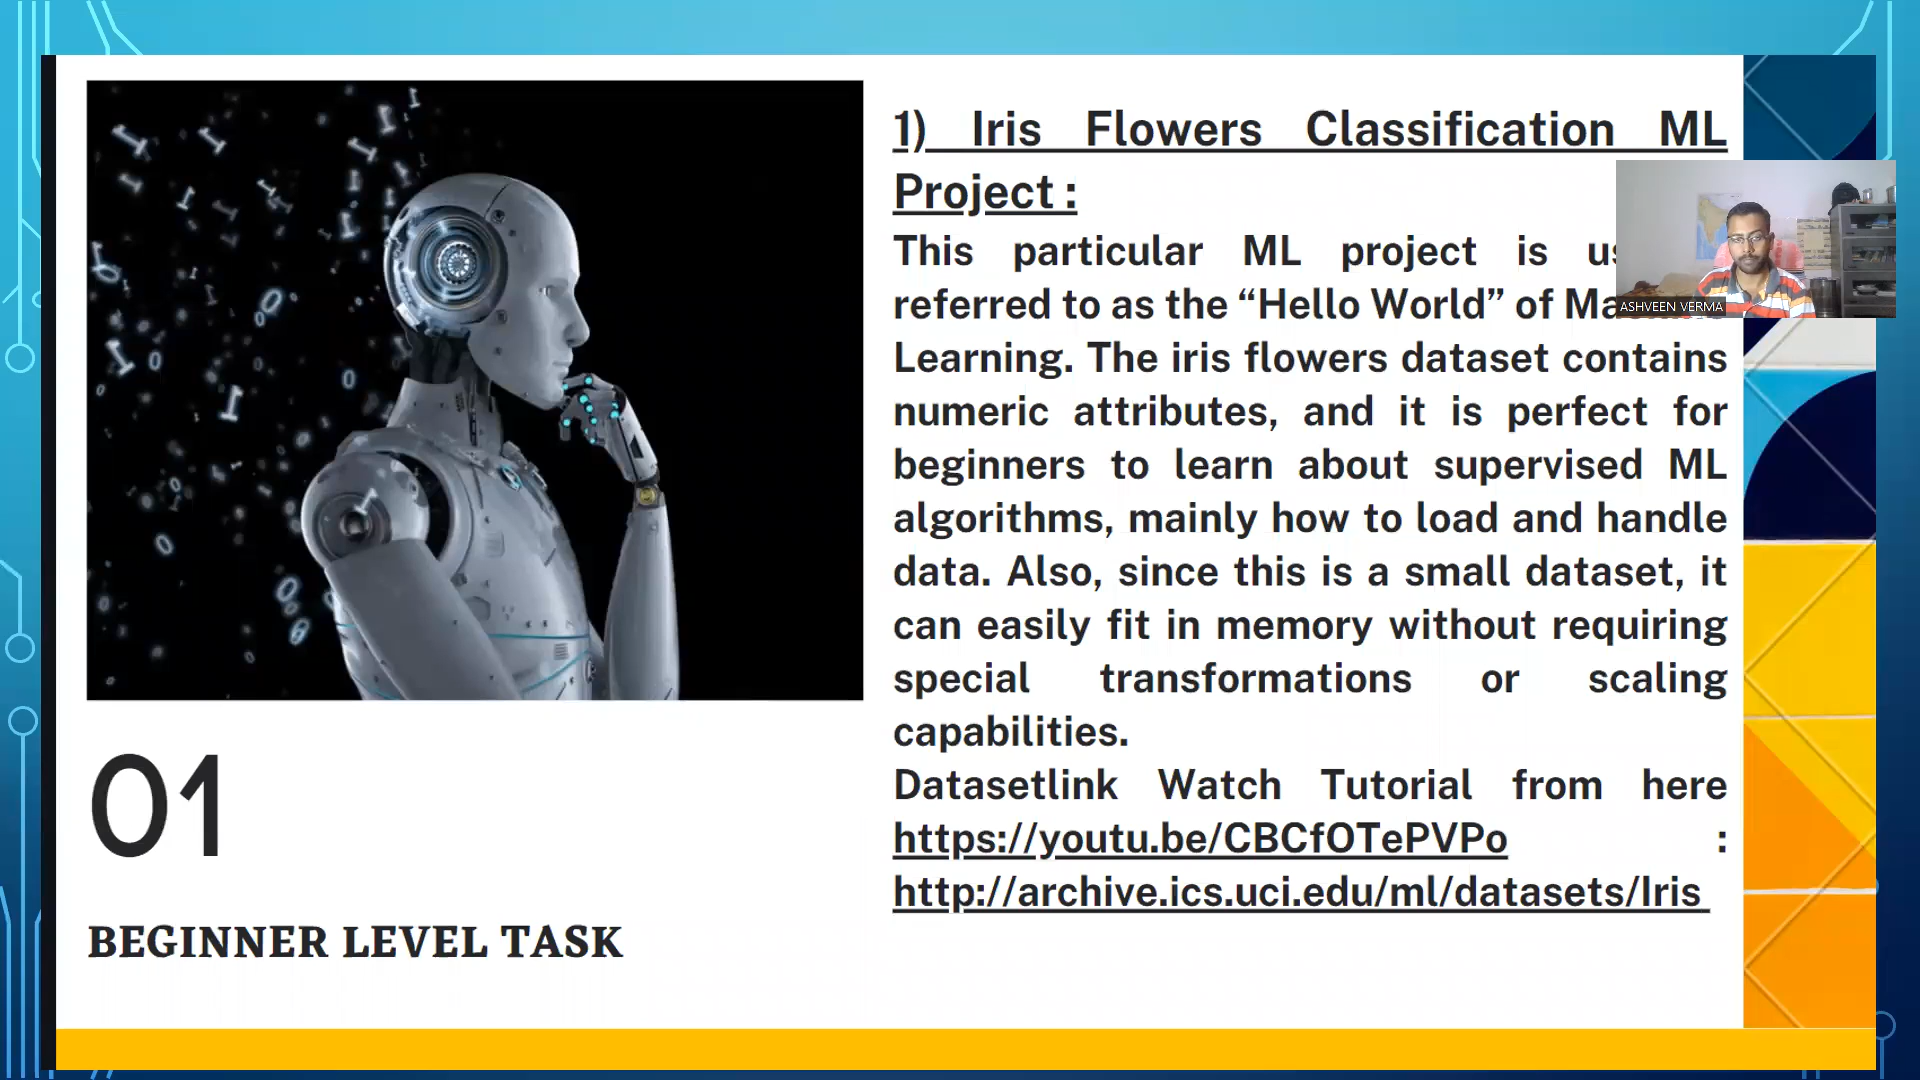 1) Iris Flowers Classification ML
Project :
This particular ML project is
referred to as the “Hello World” of
Learning. The iris flowers dataset contains
numeric attributes, and it is perfect for
beginners to learn about supervised ML
algorithms, mainly how to load and handle
data. Also, since this is a small dataset, it
can easily fit in memory without requiring
special transformations or scaling
capabilities.
Datasetlink Watch Tutorial from here
https://youtu.be/CBCfOTePVPo :
http://archive.ics.uci.edu/ml/datasets/Iris
01
BEGINNER LEVEL TASK
ASHVEEN VERMA